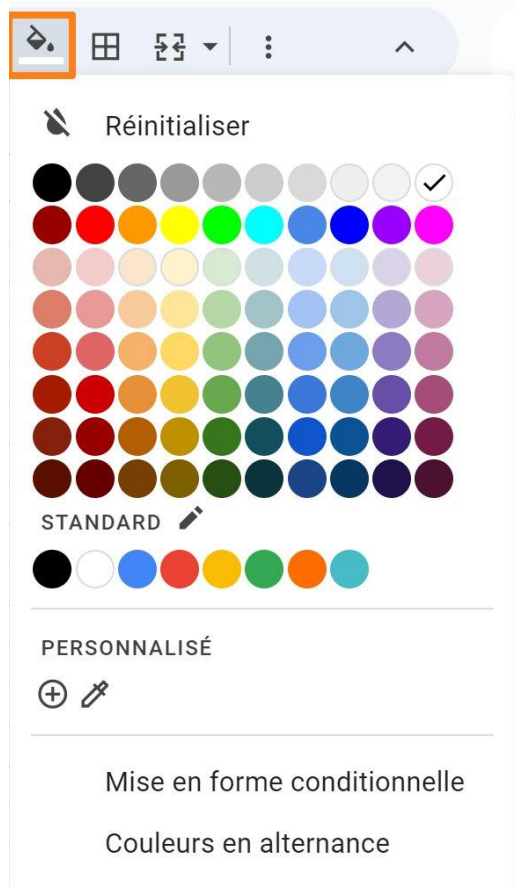 Réinitialiser
STANDARD
PERSONNALISÉ
Mise en forme conditionnelle
Couleurs en alternance